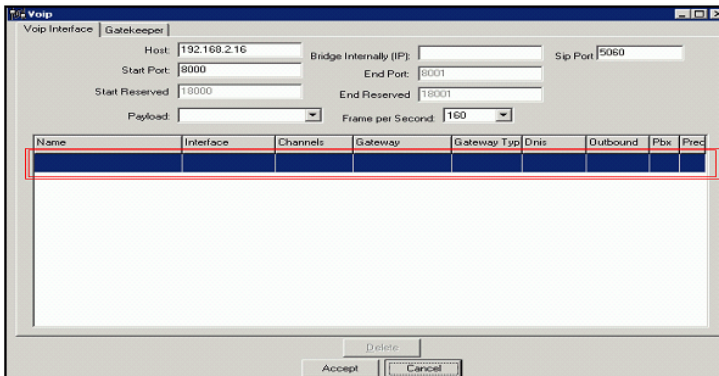 Voip
Voip Interface Gatekeeper
Host: 192.168.2.16 Bridge Internally (IP): Sip Port 5060
Start Port: 8000 End Port: 8001
Start Reserved 18000 End Reserved 18001
Payload: Frame per Second: 160
Name Interface Channels Gateway Gateway Typ Dnis Outbound Pbx Pred
Delete
Accept Cancel